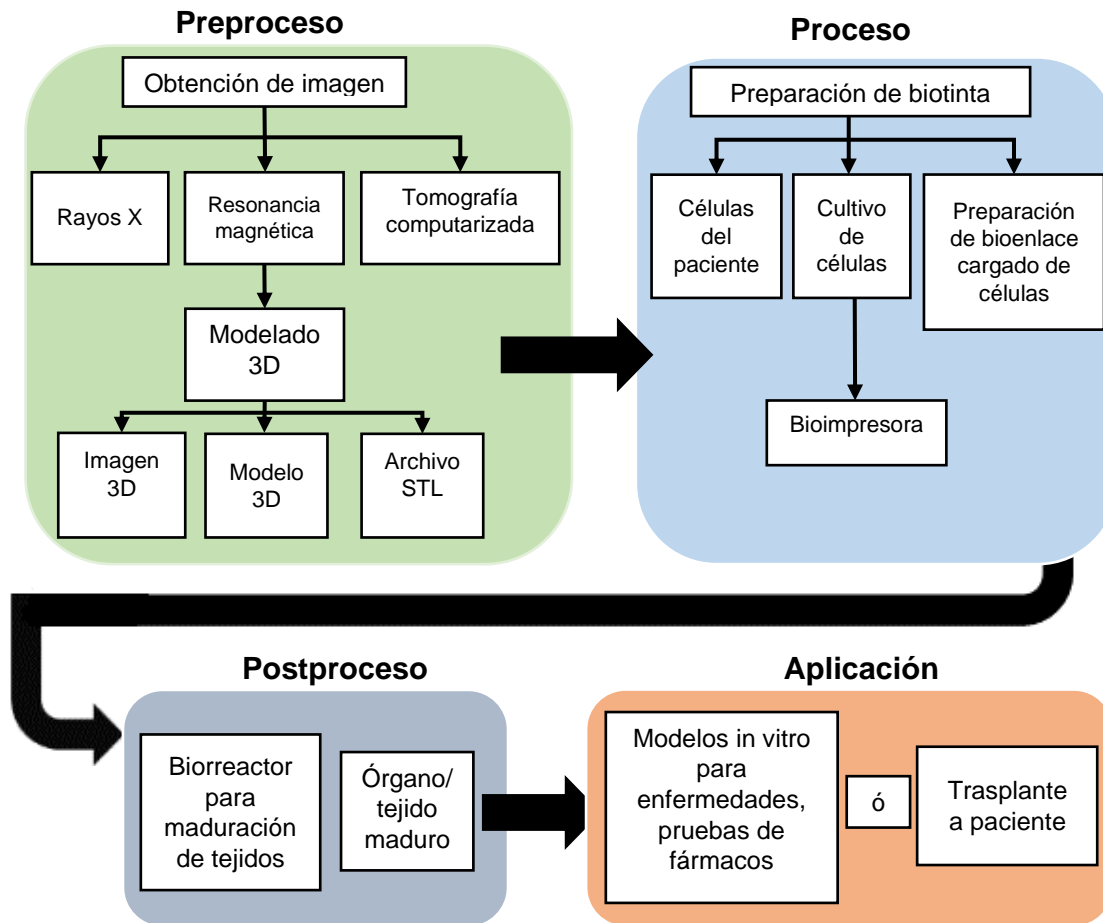 Preproceso
Obtención de imagen
Rayos X
Resonancia
magnética
Tomografía
computarizada
Modelado
3D
Imagen
3D
Modelo
3D
Archivo
STL
Proceso
Preparación de biotinta
Células
del
paciente
Cultivo
de
células
Preparación
de bioenlace
cargado de
células
Bioimpresora
Postproceso
Biorreactor
para
maduración
de tejidos
Órgano/
tejido
maduro
Aplicación
Modelos in vitro
para
enfermedades,
pruebas de
fármacos
ó
Trasplante
a paciente